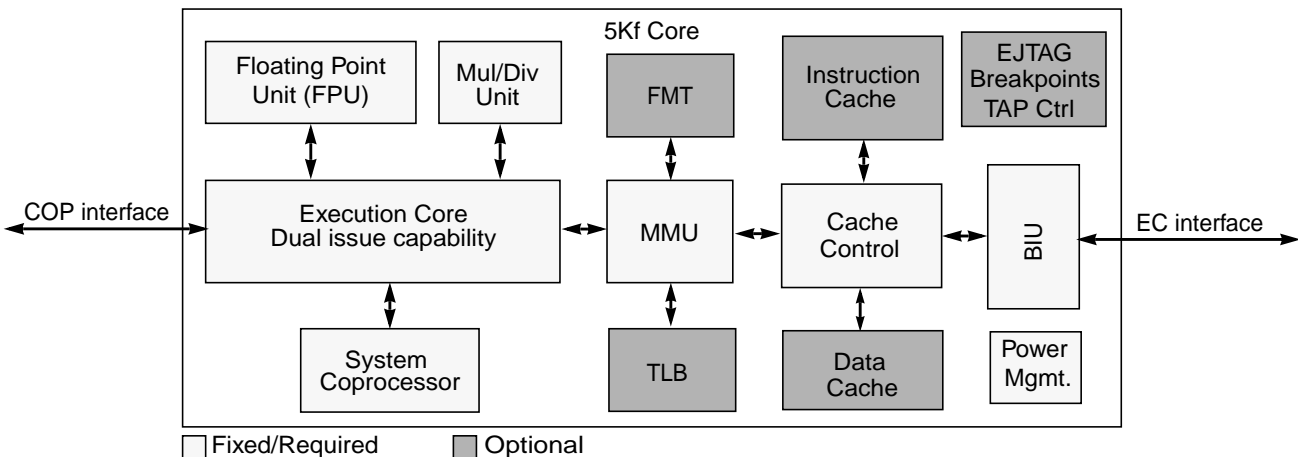 5Kf Core
Floating Point
Unit (FPU)
Mul/Div
Unit
FMT
Instruction
Cache
EJTAG
Breakpoints
TAP Ctrl
COP interface
Execution Core
Dual issue capability
MMU
Cache
Control
BIU
EC interface
System
Coprocessor
TLB
Data
Cache
Power
Mgmt.
Fixed/Required
Optional